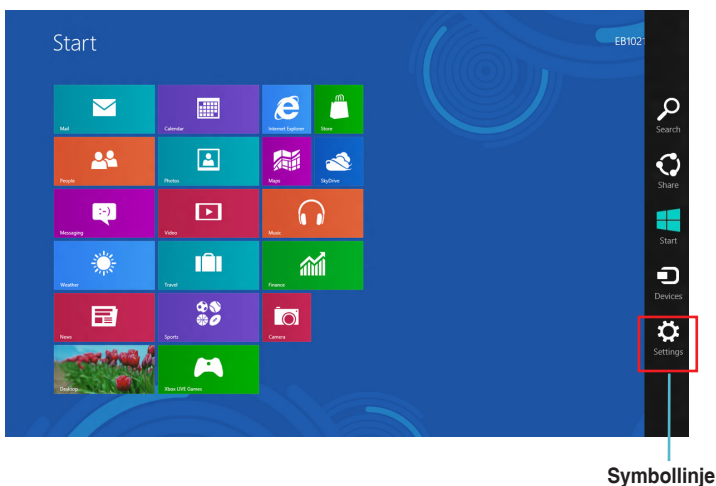 Start
EB1021
Mail
Calendar
Internet Explorer
Store
People
Photos
Maps
SkyDrive
Messaging
Video
Music
Weather
Travel
Finance
News
Sports
Camera
Desktop
Xbox LIVE Games
Search
Share
Start
Devices
Settings
Symbollinje